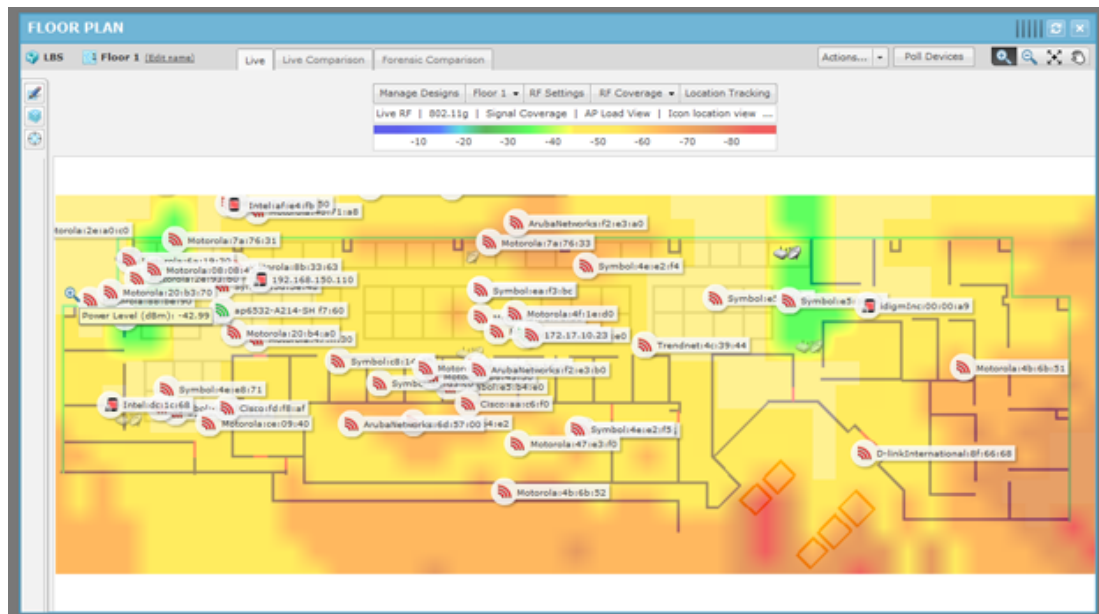 FLOOR PLAN
LBS Floor 1 (Edit name) Live Live Comparison Forensic Comparison Actions... Poll Devices
Manage Designs Floor 1 RF Settings RF Coverage Location Tracking
Live RF | 802.11g | Signal Coverage | AP Load View | Icon location view ...
-10 -20 -30 -40 -50 -60 -70 -80
Intel:af:e4:fb
ArubaNetworks:f2:e3:a0
Motorola:7a:76:31
Motorola:7a:76:33
Symbol:4e:e2:f4
192.168.150.110
Motorola:20:b3:70
Symbol:ea:f3:bc
Power Level (dBm): -42.99
ap6532-A214-SH f7:60
Motorola:4f:1e:d0
Motorola:20:b4:a0
172.17.10.23
Trendnet:4c:39:44
ArubaNetworks:f2:e3:b0
Motorola:4b:6b:51
Symbol:4e:e8:71
Intel:dc:1c:68
Cisco:fd:f8:af
Cisco:aa:c6:f0
Motorola:ce:09:40
ArubaNetworks:6d:57:00
Symbol:4e:e2:f5
Motorola:47:e3:f0
D-linkInternational:8f:66:68
Motorola:4b:6b:52